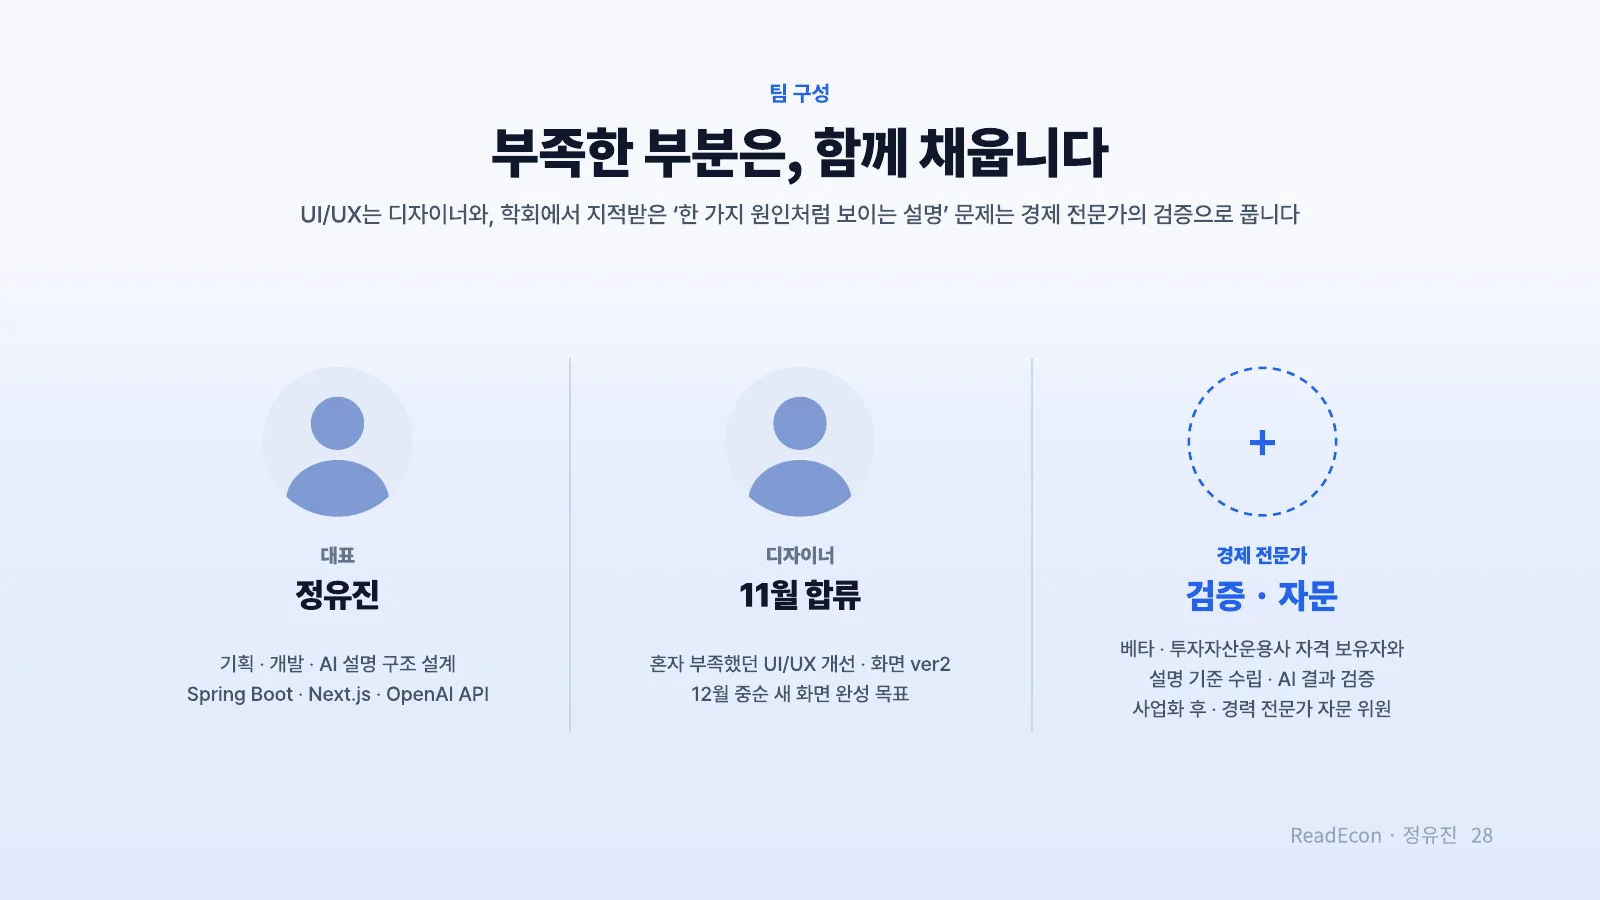 팀 구성
부족한 부분은, 함께 채웁니다
UI/UX는 디자이너와, 학회에서 지적받은 ‘한 가지 원인처럼 보이는 설명’ 문제는 경제 전문가의 검증으로 풉니다
대표
정유진
기획 · 개발 · AI 설명 구조 설계
Spring Boot · Next.js · OpenAI API
디자이너
11월 합류
혼자 부족했던 UI/UX 개선 · 화면 ver2
12월 중순 새 화면 완성 목표
+
경제 전문가
검증 · 자문
베타 · 투자자산운용사 자격 보유자와
설명 기준 수립 · AI 결과 검증
사업화 후 · 경력 전문가 자문 위원
ReadEcon · 정유진 28